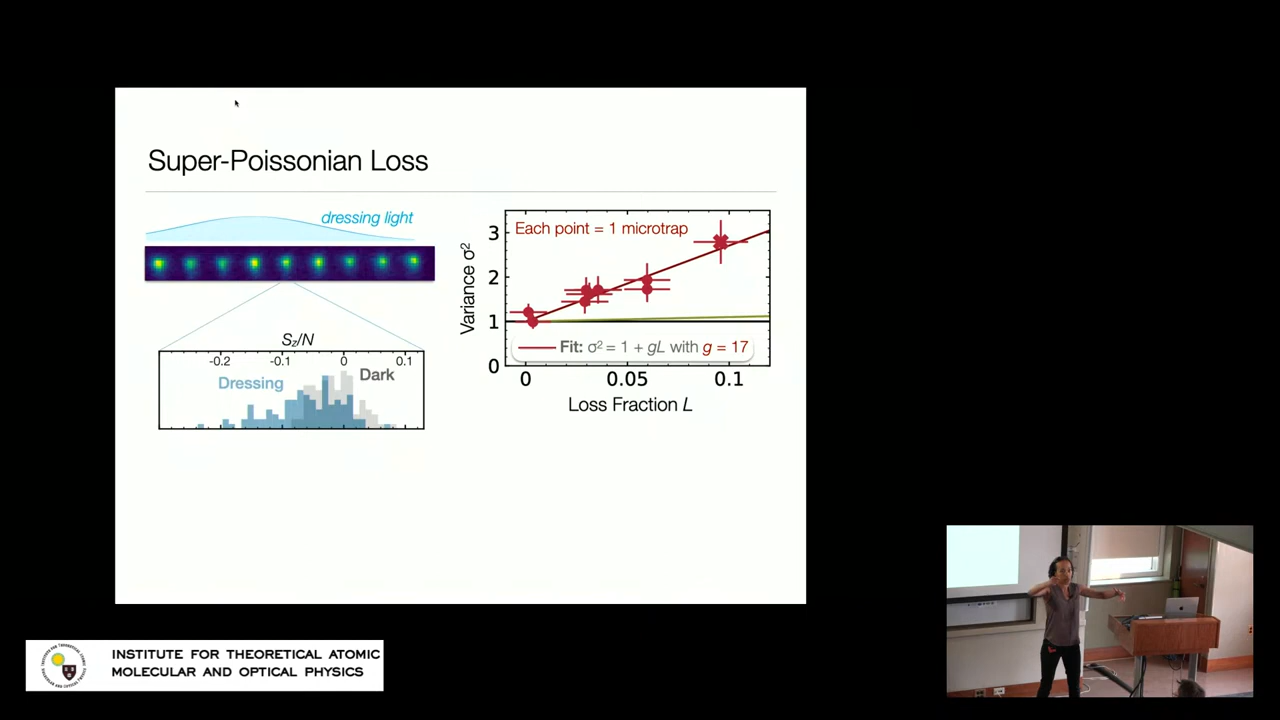 Super-Poissonian Loss
dressing light
S_z/N
-0.2 -0.1 0 0.1
Dressing
Dark
Each point = 1 microtrap
Variance σ²
3
2
1
0
Fit: σ² = 1 + gL with g = 17
0 0.05 0.1
Loss Fraction L
INSTITUTE FOR THEORETICAL ATOMIC
MOLECULAR AND OPTICAL PHYSICS